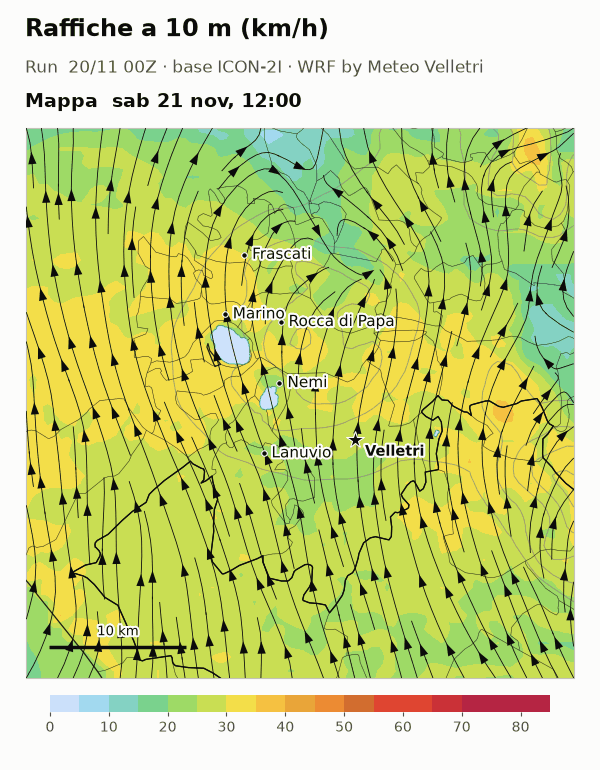 Raffiche a 10 m (km/h)
Run  20/11 00Z · base ICON-2I · WRF by Meteo Velletri
Mappa  sab 21 nov, 12:00
Frascati
Marino
Rocca di Papa
Nemi
Velletri
Lanuvio
10 km
0 10 20 30 40 50 60 70 80